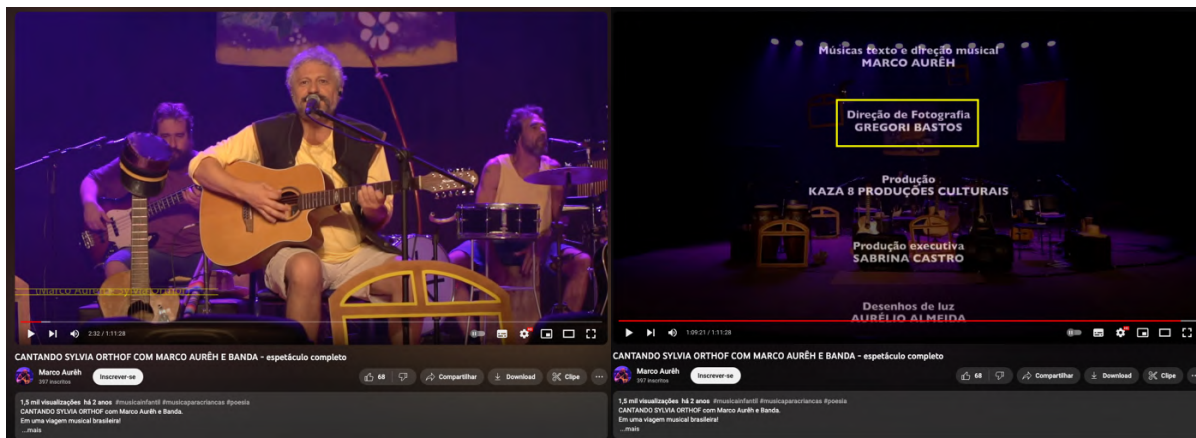 (Marco Aurêh e Sylvia Orthof)
2:32 / 1:11:28
CANTANDO SYLVIA ORTHOF COM MARCO AURÊH E BANDA - espetáculo completo
Marco Aurêh
397 inscritos
Inscrever-se
68
Compartilhar
Download
Clipe
1,5 mil visualizações há 2 anos #musicainfantil #musicaparacriancas #poesia
CANTANDO SYLVIA ORTHOF com Marco Aurêh e Banda.
Em uma viagem musical brasileira!
...mais
Músicas texto e direção musical
MARCO AURÊH
Direção de Fotografia
GREGORI BASTOS
Produção
KAZA 8 PRODUÇÕES CULTURAIS
Produção executiva
SABRINA CASTRO
Desenhos de luz
AURÉLIO ALMEIDA
1:09:21 / 1:11:28
CANTANDO SYLVIA ORTHOF COM MARCO AURÊH E BANDA - espetáculo completo
Marco Aurêh
397 inscritos
Inscrever-se
68
Compartilhar
Download
Clipe
1,5 mil visualizações há 2 anos #musicainfantil #musicaparacriancas #poesia
CANTANDO SYLVIA ORTHOF com Marco Aurêh e Banda.
Em uma viagem musical brasileira!
...mais